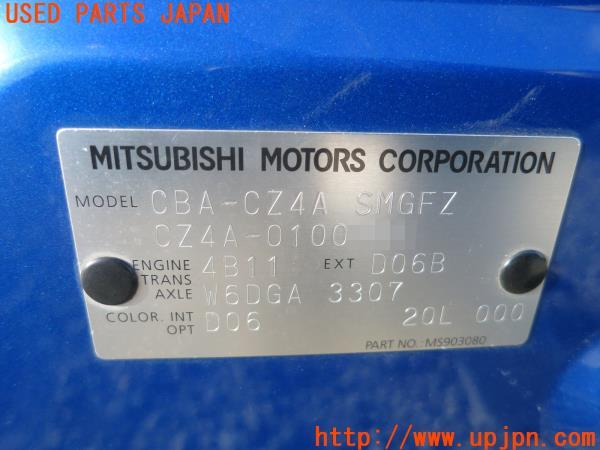 USED PARTS JAPAN
MITSUBISHI MOTORS CORPORATION
MODEL CBA-CZ4A SMGFZ
CZ4A-0100
ENGINE 4B11 EXT D06B
TRANS
AXLE W6DGA 3307
COLOR. INT D06 20L 000
OPT
PART NO.: MS903080
UPJ http://www.upjpn.com/